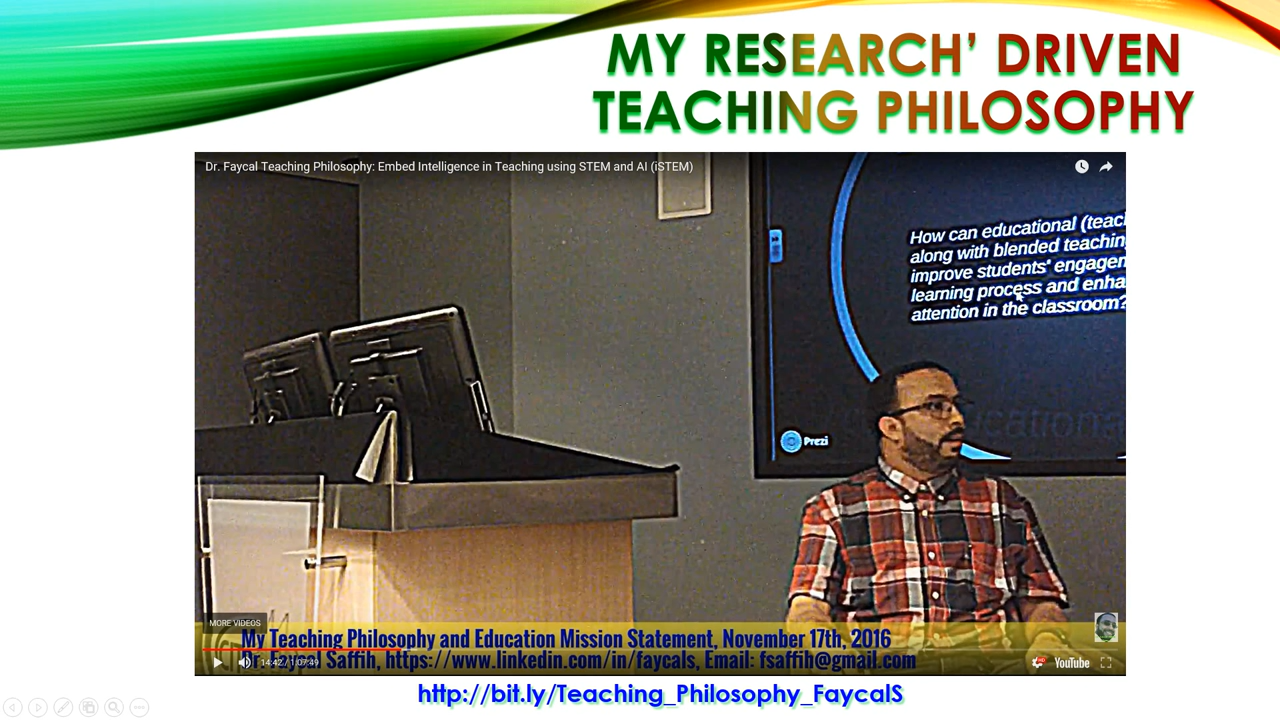 MY RESEARCH' DRIVEN
TEACHING PHILOSOPHY
Dr. Faycal Teaching Philosophy: Embed Intelligence in Teaching using STEM and AI (iSTEM)
How can educational (teac
along with blended teachin
improve students' engagem
learning process and enha
attention in the classroom?
Prezi
MORE VIDEOS
My Teaching Philosophy and Education Mission Statement, November 17th, 2016
Dr. Faycal Saffih, https://www.linkedin.com/in/faycals, Email: fsaffih@gmail.com
14:42 / 1:07:49
HD
YouTube
http://bit.ly/Teaching_Philosophy_FaycalS